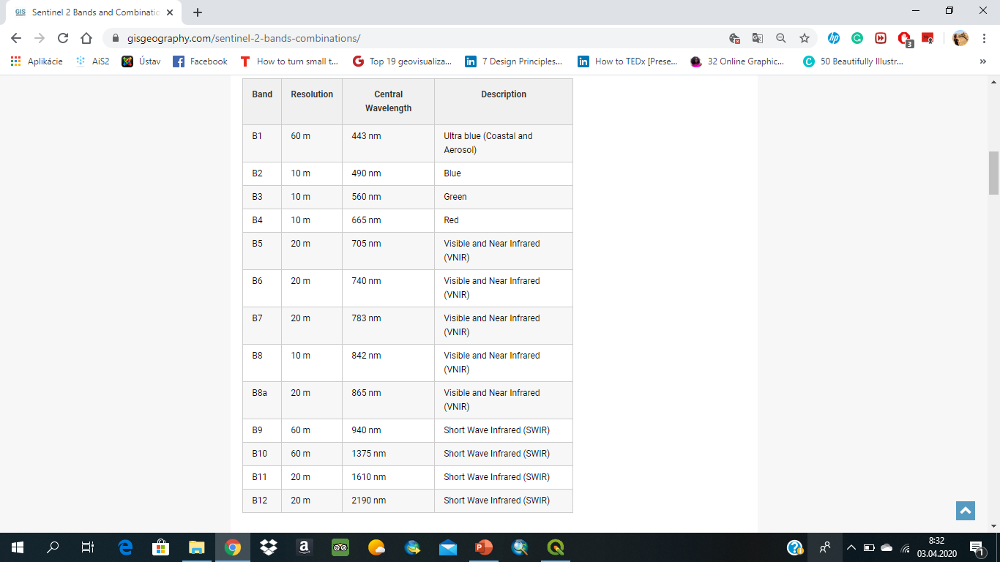 GIS Sentinel 2 Bands and Combinatio
gisgeography.com/sentinel-2-bands-combinations/
hp G 3
Aplikácie AiS2 Ústav Facebook T How to turn small t... G Top 19 geovisualiza... in 7 Design Principles... in How to TEDx [Prese... 32 Online Graphic... C 50 Beautifully Illustr... »
Band Resolution Central Description
Wavelength
B1 60 m 443 nm Ultra blue (Coastal and
Aerosol)
B2 10 m 490 nm Blue
B3 10 m 560 nm Green
B4 10 m 665 nm Red
B5 20 m 705 nm Visible and Near Infrared
(VNIR)
B6 20 m 740 nm Visible and Near Infrared
(VNIR)
B7 20 m 783 nm Visible and Near Infrared
(VNIR)
B8 10 m 842 nm Visible and Near Infrared
(VNIR)
B8a 20 m 865 nm Visible and Near Infrared
(VNIR)
B9 60 m 940 nm Short Wave Infrared (SWIR)
B10 60 m 1375 nm Short Wave Infrared (SWIR)
B11 20 m 1610 nm Short Wave Infrared (SWIR)
B12 20 m 2190 nm Short Wave Infrared (SWIR)
8:32
03.04.2020
1